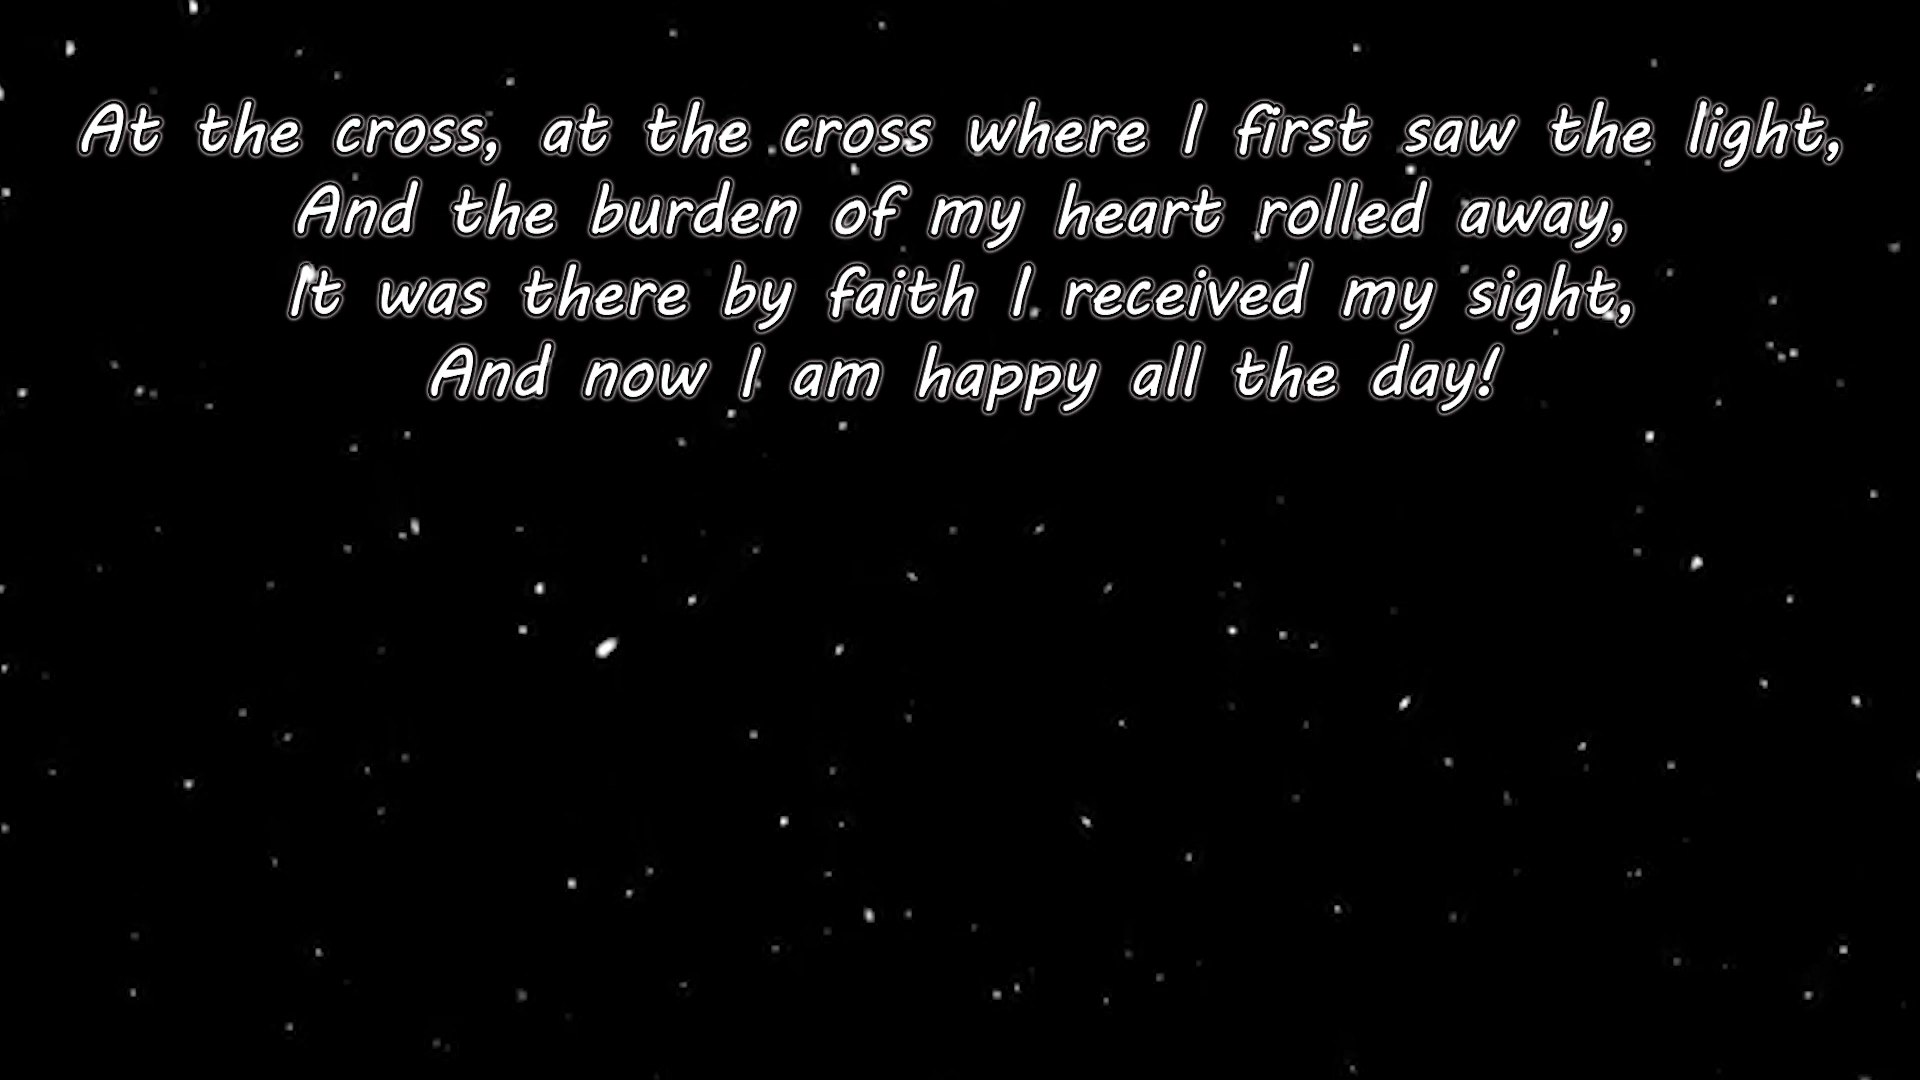 At the cross, at the cross where I first saw the light,
And the burden of my heart rolled away,
It was there by faith I received my sight,
And now I am happy all the day!